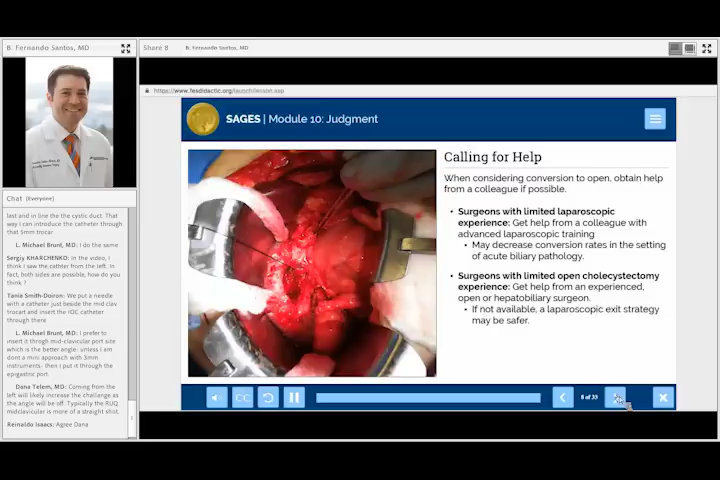 B. Fernando Santos, MD
Share 8
B. Fernando Santos, MD
https://www.fesdidactic.org/launch/lesson.asp
SAGES | Module 10: Judgment
Chat (Everyone)
last and in line the the cystic duct. That
way I can introduce the catheter through
that 5mm trocar
L. Michael Brunt, MD: I do the same
Sergiy KHARCHENKO: In the video, I
think I saw the cathter from the left. In
fact, both sides are possible, how do you
think ?
Tanie Smith-Doiron: We put a needle
with a catheter just beside the mid clav
trocart and insert the IOC catheter
through there
L. Michael Brunt, MD: I prefer to
insert it throgh mid-clavicular port site
which is the better angle- unless I am
dont a mini approach with 3mm
instruments- then i put it through the
epigastric port
Dana Telem, MD: Coming from the
left will likely increase the challange as
the angle will be off. Typically the RUQ
midclavicular is more of a straight shot.
Reinaldo Isaacs: Agree Dana
Calling for Help
When considering conversion to open, obtain help
from a colleague if possible.
• Surgeons with limited laparoscopic
experience: Get help from a colleague with
advanced laparoscopic training
• May decrease conversion rates in the setting
of acute biliary pathology.
• Surgeons with limited open cholecystectomy
experience: Get help from an experienced,
open or hepatobiliary surgeon.
• If not available, a laparoscopic exit strategy
may be safer.
CC
8 of 33